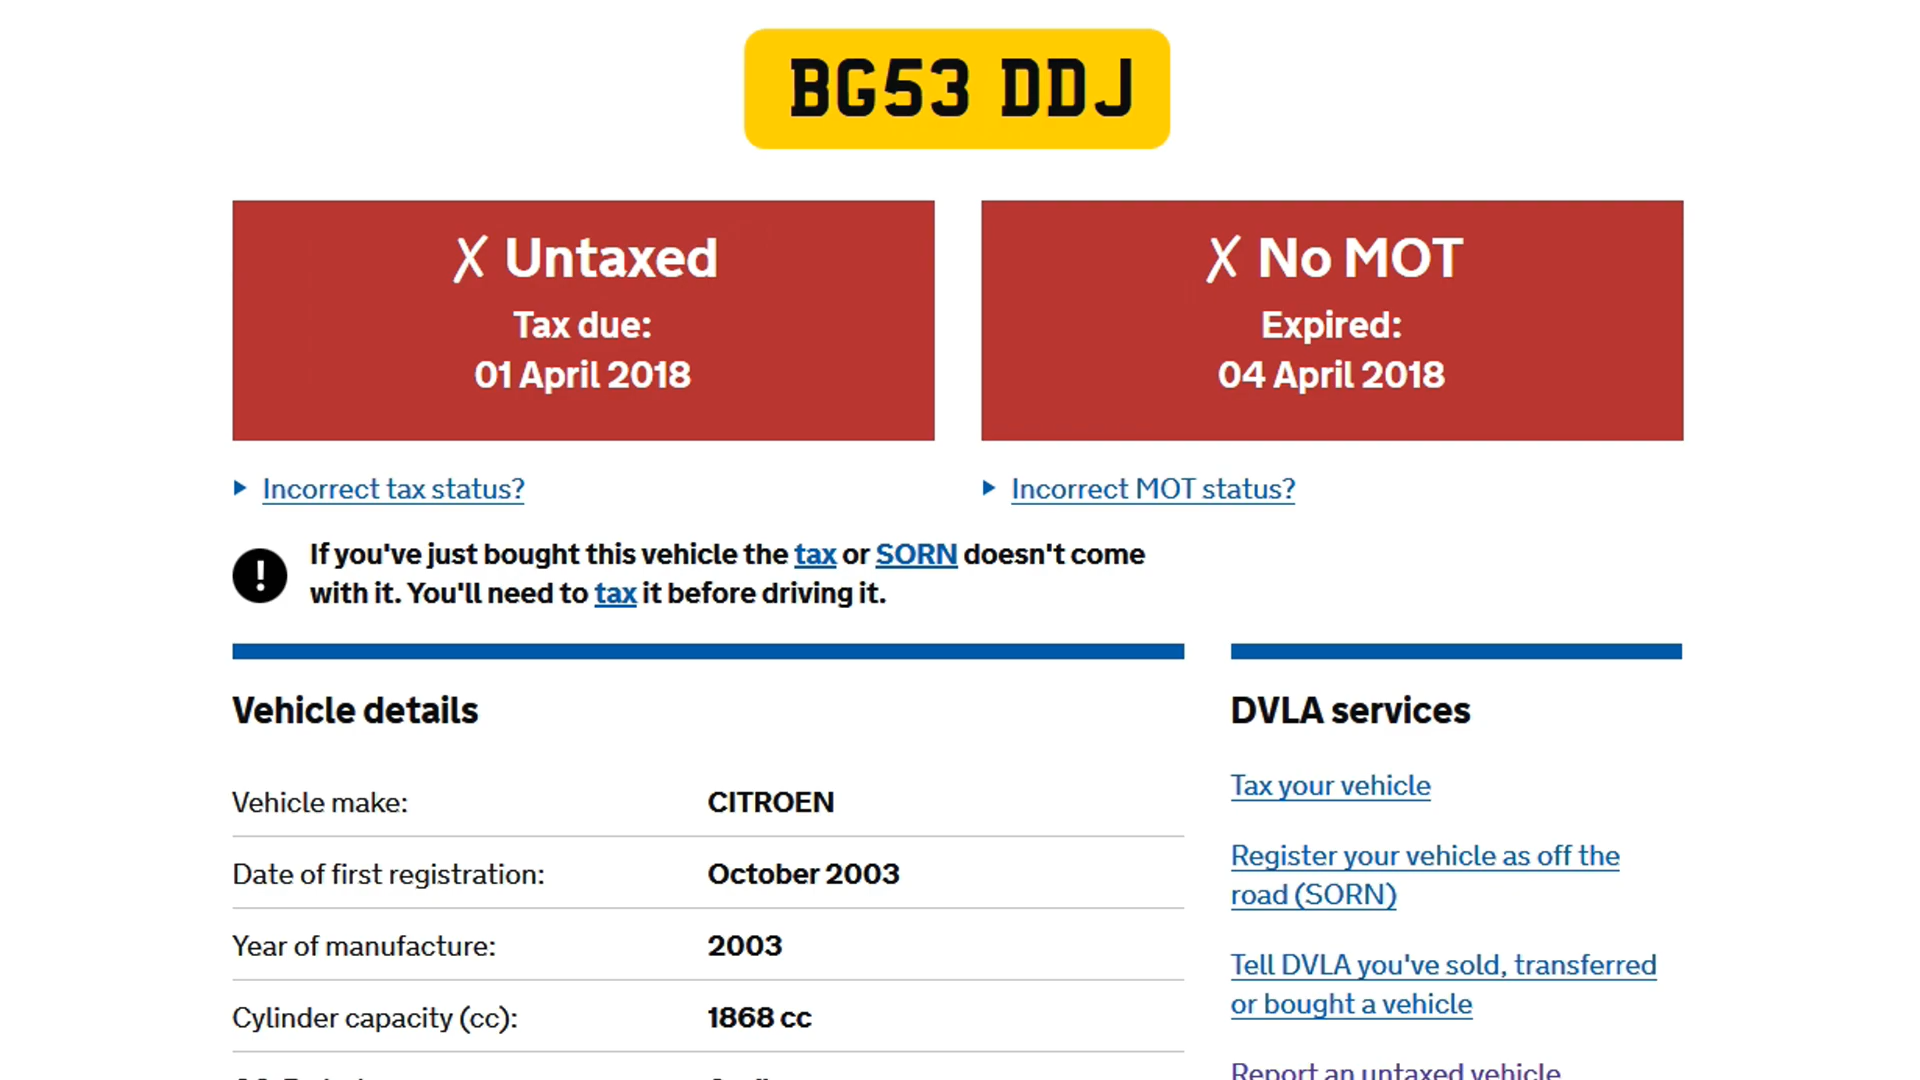 BG53 DDJ
✗ Untaxed
Tax due:
01 April 2018
✗ No MOT
Expired:
04 April 2018
Incorrect tax status?
Incorrect MOT status?
If you've just bought this vehicle the tax or SORN doesn't come
with it. You'll need to tax it before driving it.
Vehicle details
Vehicle make: CITROEN
Date of first registration: October 2003
Year of manufacture: 2003
Cylinder capacity (cc): 1868 cc
DVLA services
Tax your vehicle
Register your vehicle as off the
road (SORN)
Tell DVLA you've sold, transferred
or bought a vehicle
Report an untaxed vehicle